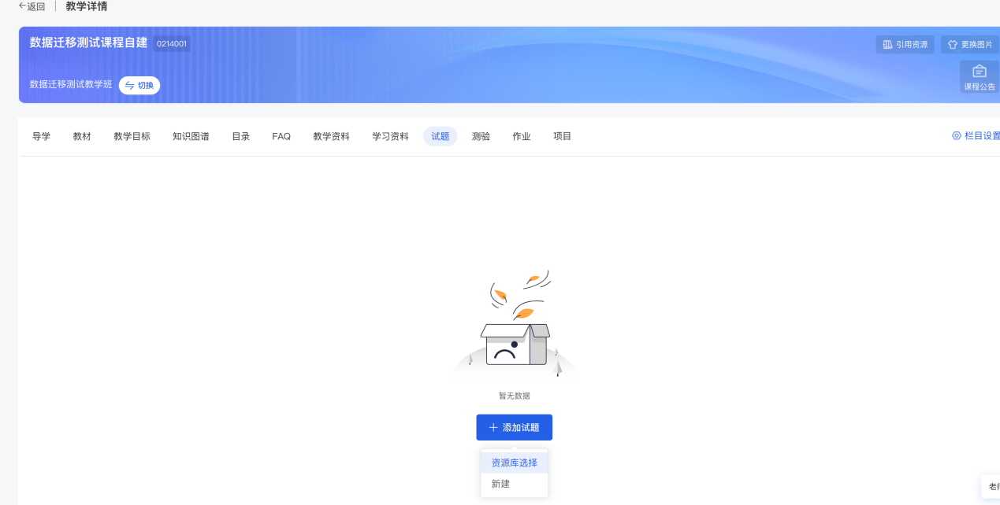 返回 教学详情
数据迁移测试课程自建 0214001
引用资源 更换图片
课程公告
数据迁移测试教学班 切换
导学 教材 教学目标 知识图谱 目录 FAQ 教学资料 学习资料 试题 测验 作业 项目 栏目设置
暂无数据
添加试题
资源库选择
新建